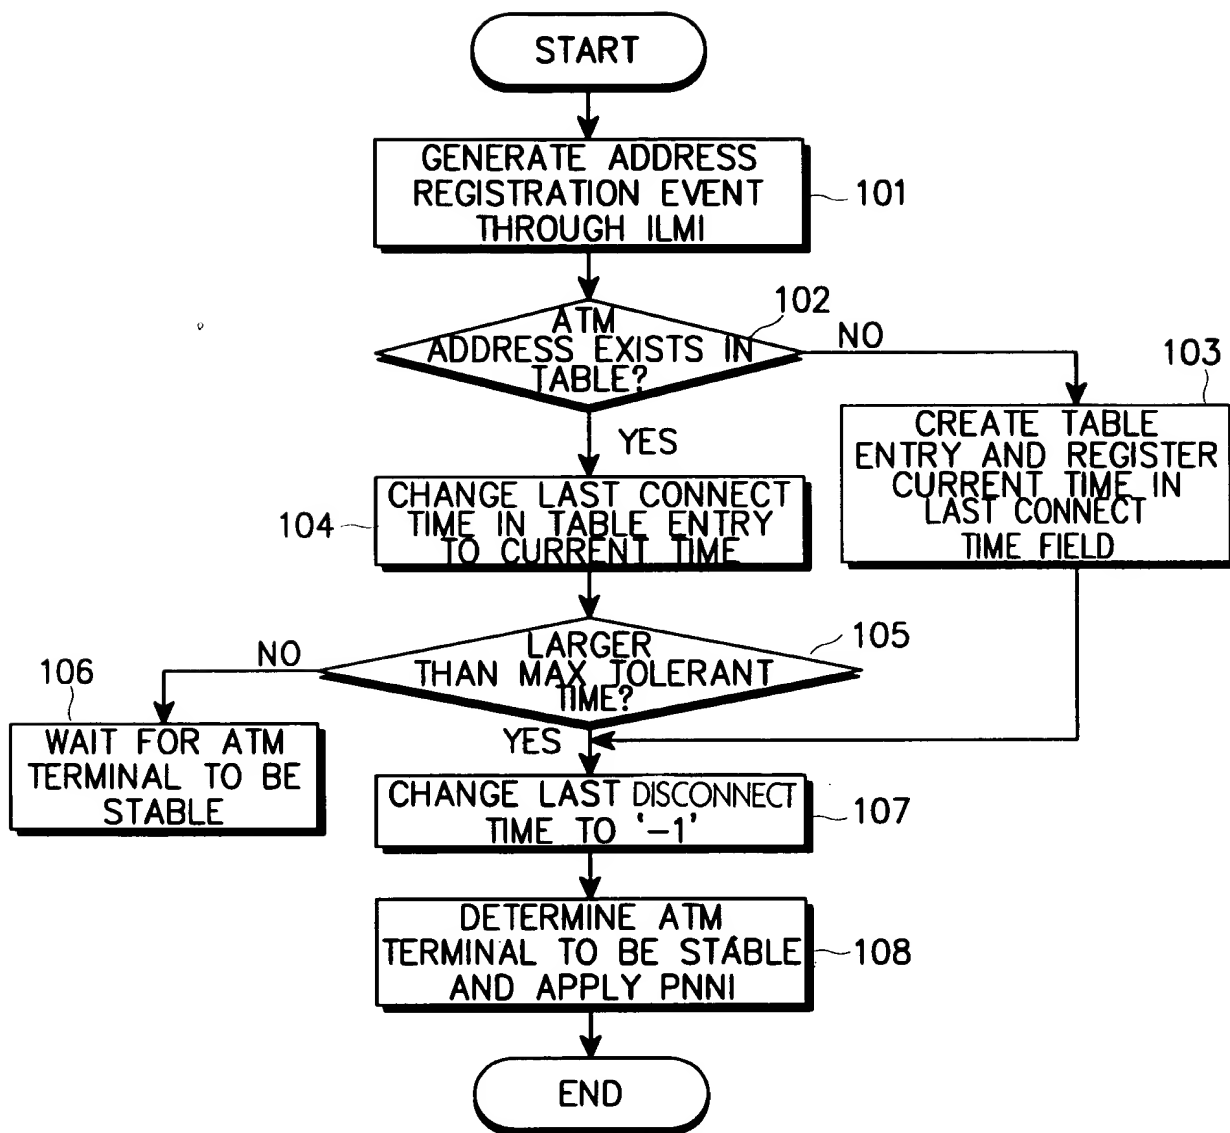 START
GENERATE ADDRESS
REGISTRATION EVENT
THROUGH ILMI
101
102
ATM
ADDRESS EXISTS IN
TABLE?
NO
103
CREATE TABLE
ENTRY AND REGISTER
CURRENT TIME IN
LAST CONNECT
TIME FIELD
YES
CHANGE LAST CONNECT
TIME IN TABLE ENTRY
TO CURRENT TIME
104
105
LARGER
THAN MAX TOLERANT
TIME?
NO
106
WAIT FOR ATM
TERMINAL TO BE
STABLE
YES
CHANGE LAST DISCONNECT
TIME TO '-1'
107
DETERMINE ATM
TERMINAL TO BE STABLE
AND APPLY PNNI
108
END